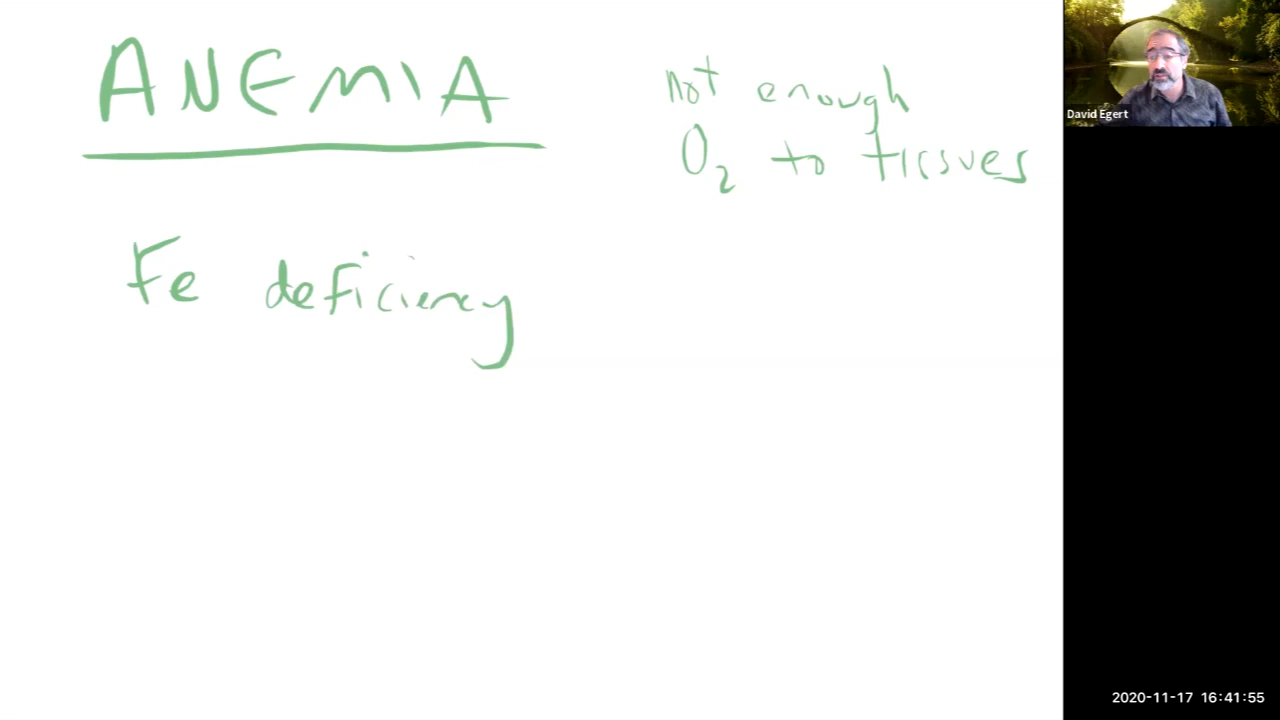 ANEMIA
not enough
O₂ to tissues
Fe deficiency
David Egert
2020-11-17 16:41:55